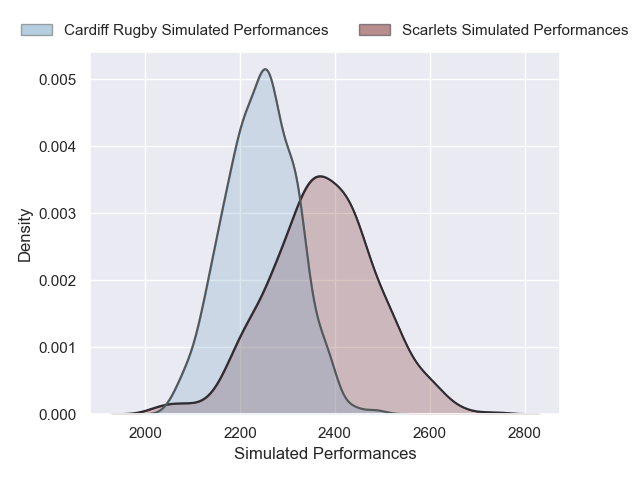 Cardiff Rugby Simulated Performances
Scarlets Simulated Performances
0.005
0.004
0.003
0.002
0.001
0.000
Density
2000
2200
2400
2600
2800
Simulated Performances